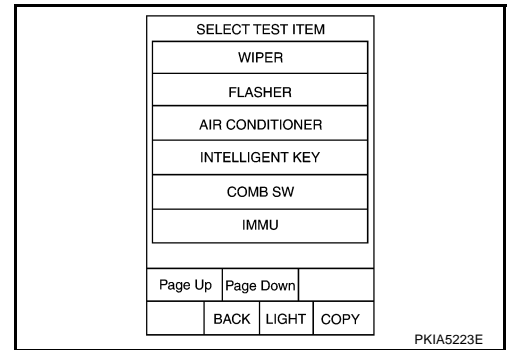 SELECT TEST ITEM
WIPER
FLASHER
AIR CONDITIONER
INTELLIGENT KEY
COMB SW
IMMU
Page Up Page Down
BACK LIGHT COPY
PKIA5223E